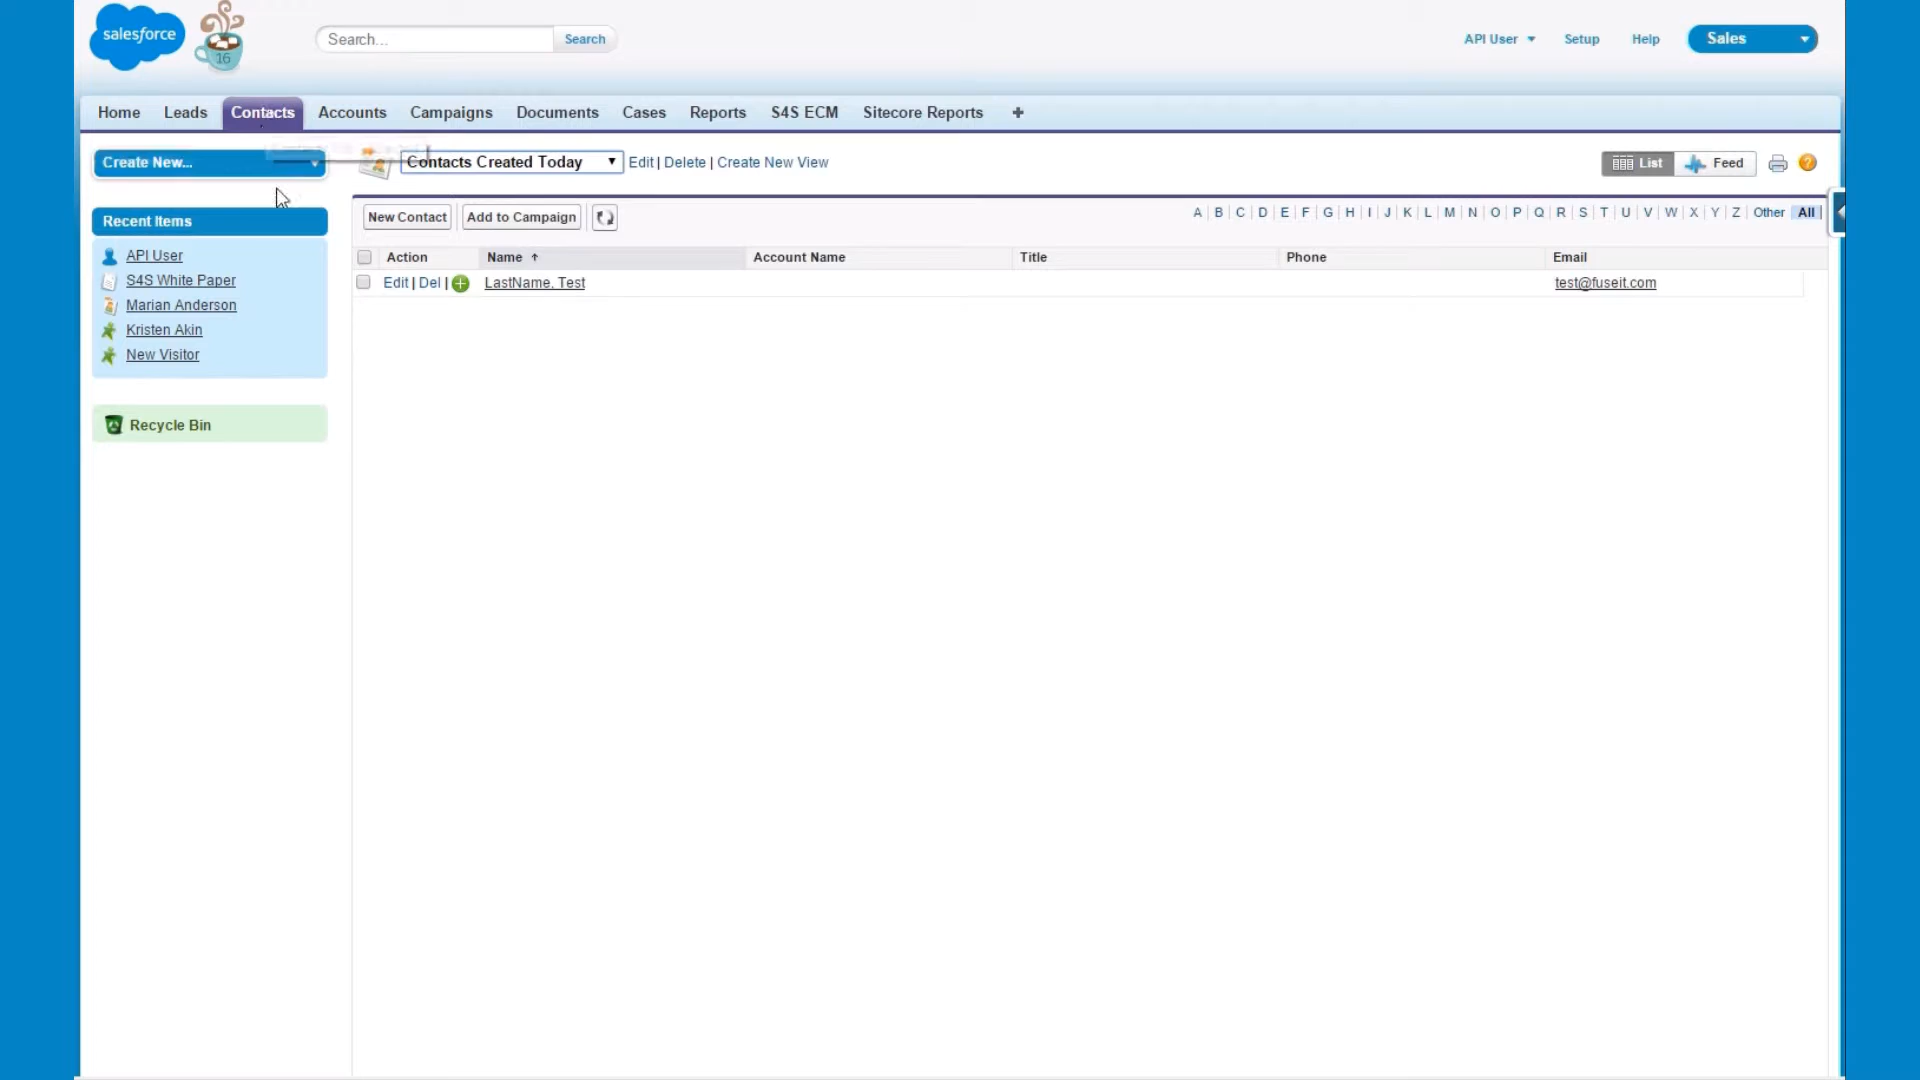 salesforce
16
Search...
Search
API User
Setup
Help
Sales
Home
Leads
Contacts
Accounts
Campaigns
Documents
Cases
Reports
S4S ECM
Sitecore Reports
Create New...
Contacts Created Today
Edit | Delete | Create New View
List
Feed
Recent Items
API User
S4S White Paper
Marian Anderson
Kristen Akin
New Visitor
Recycle Bin
New Contact
Add to Campaign
A | B | C | D | E | F | G | H | I | J | K | L | M | N | O | P | Q | R | S | T | U | V | W | X | Y | Z | Other | All
Action
Name
Account Name
Title
Phone
Email
Edit | Del |
LastName, Test
test@fuseit.com